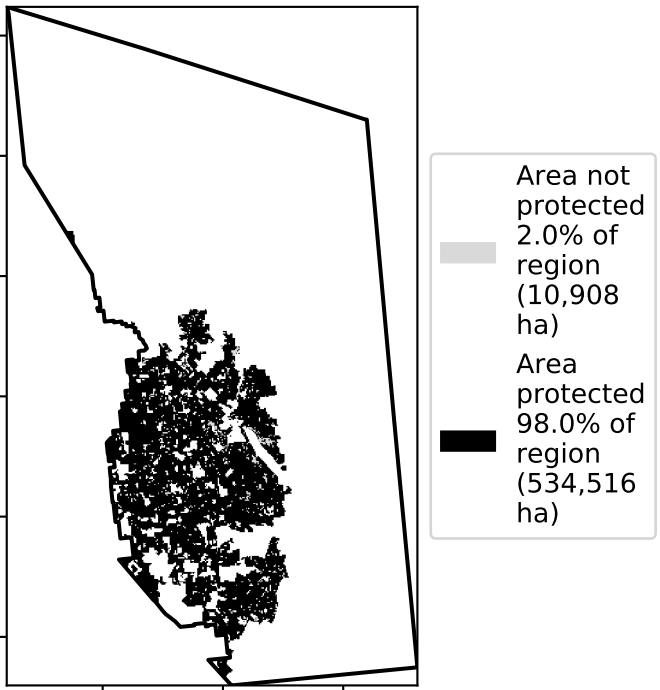 Area not
protected
2.0% of
region
(10,908
ha)
Area
protected
98.0% of
region
(534,516
ha)